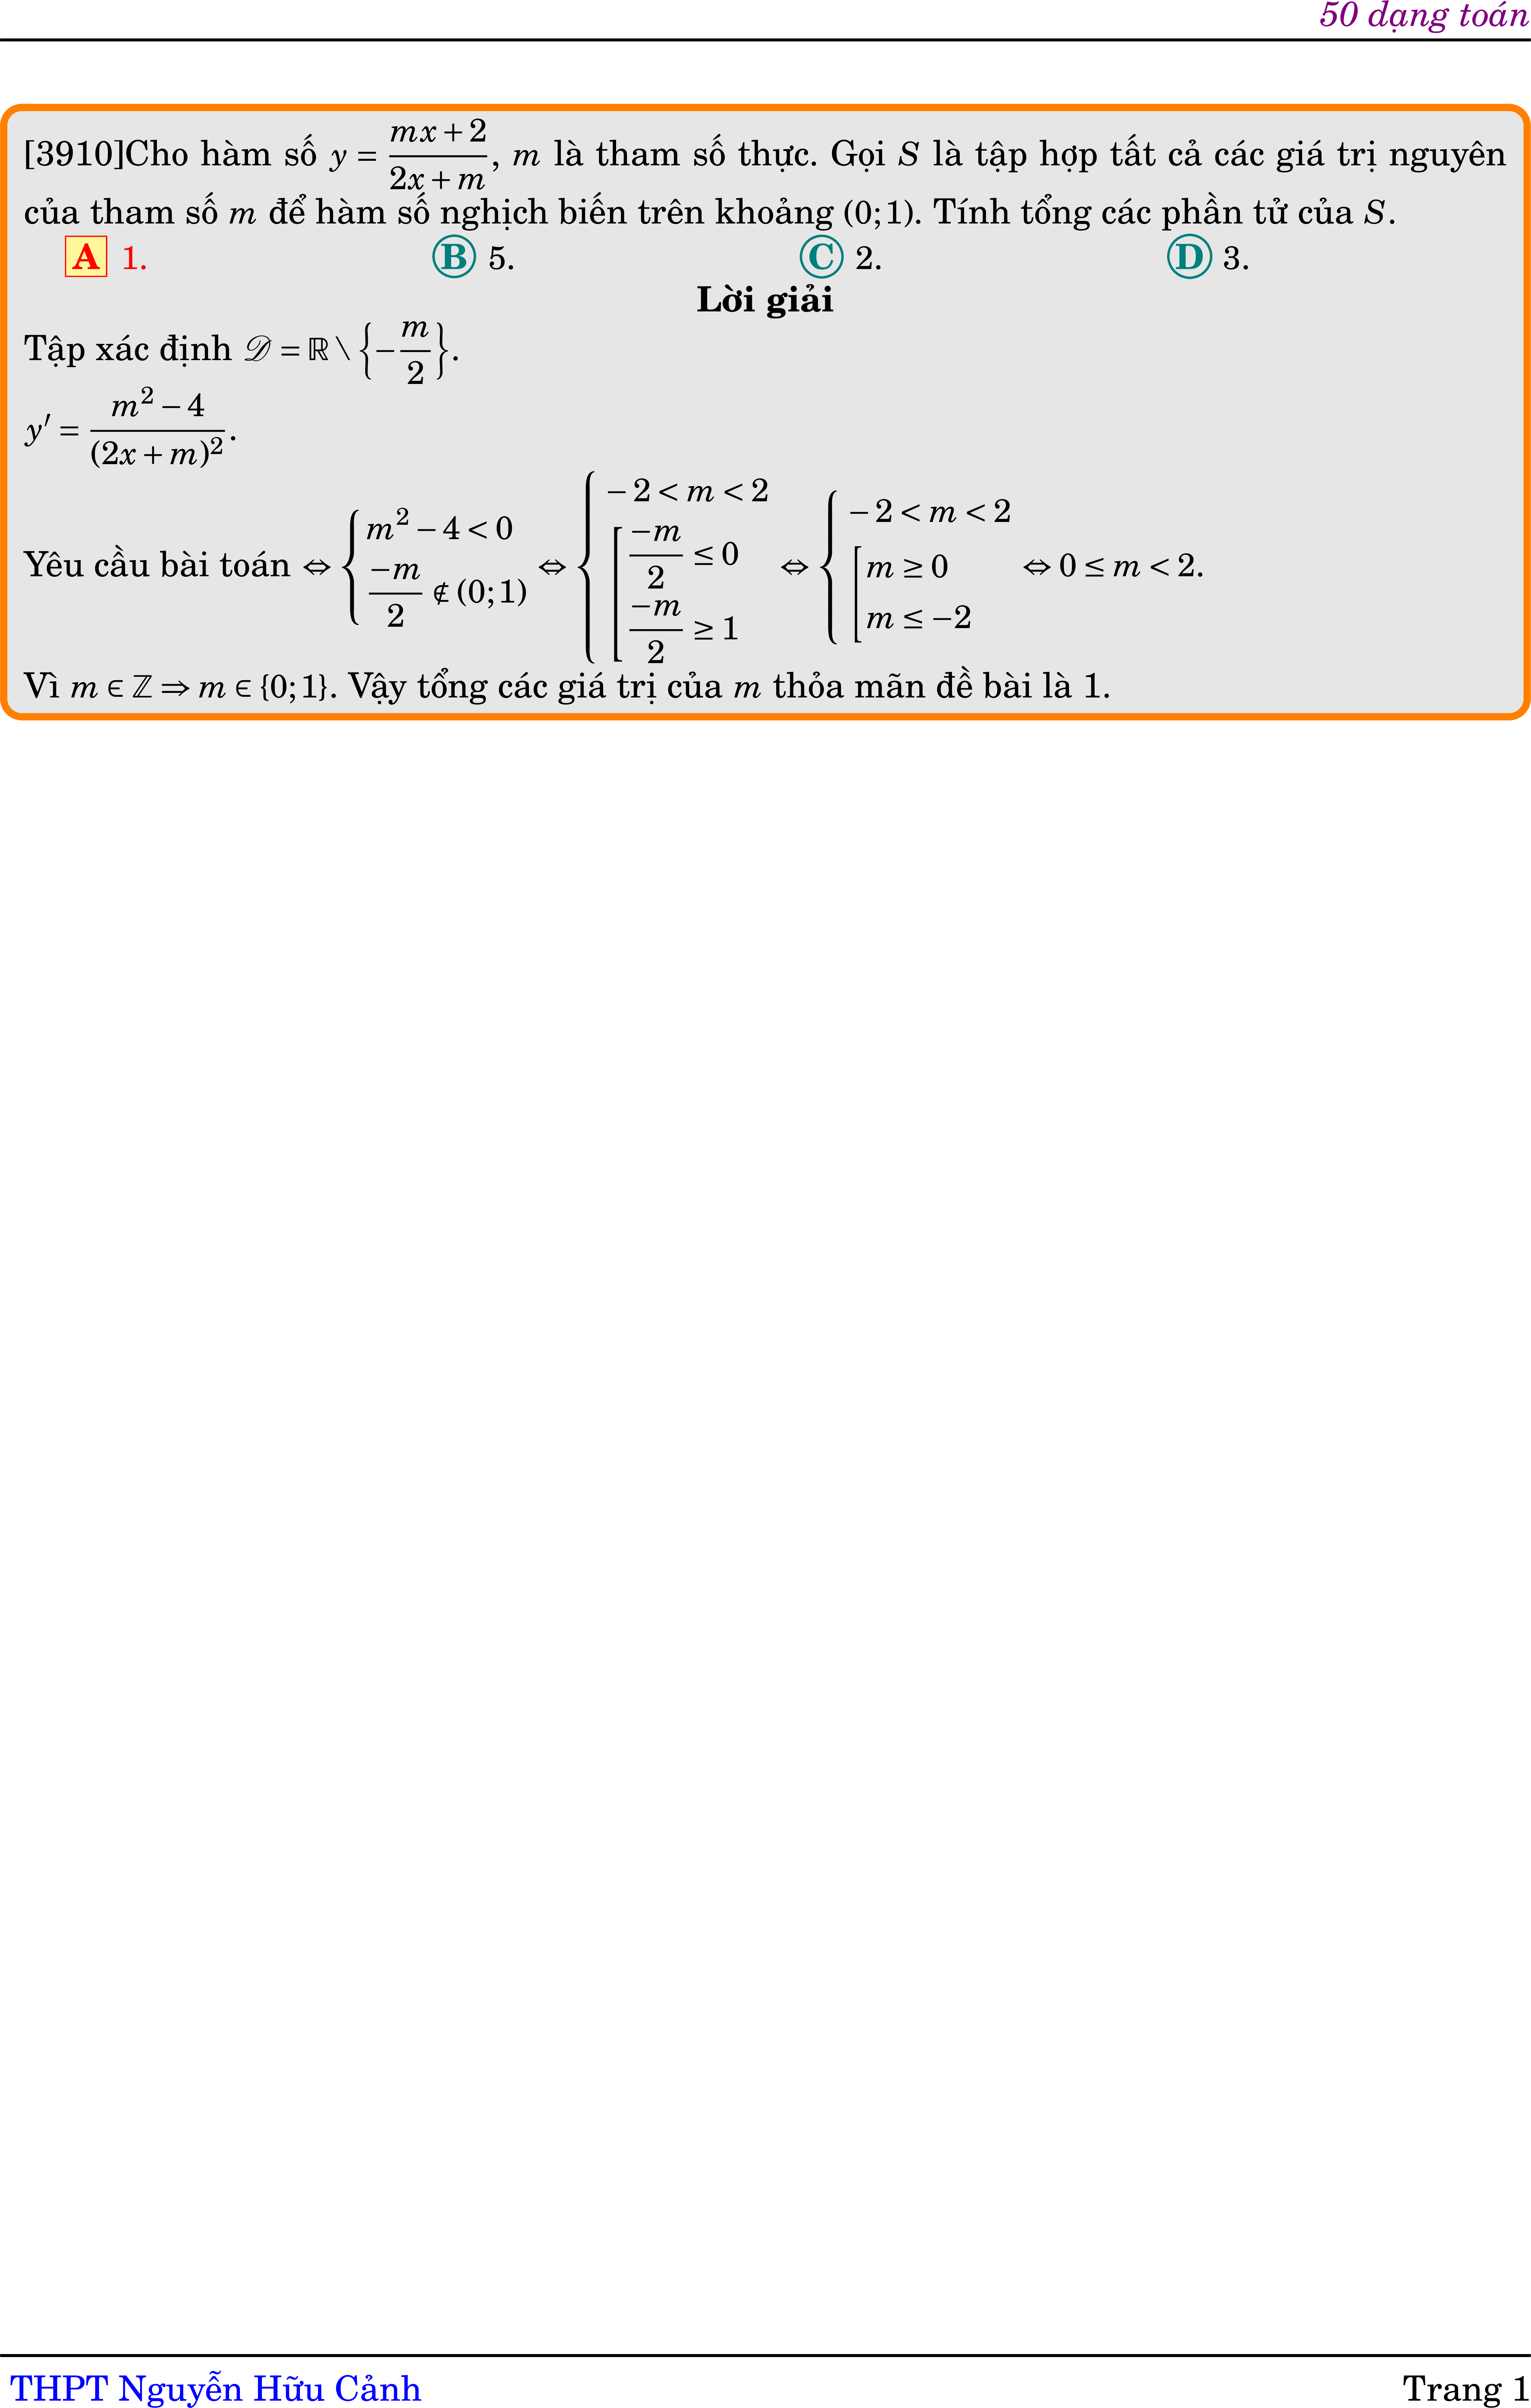 50 dạng toán
[3910]Cho hàm số $y = \dfrac{mx+2}{2x+m}$, $m$ là tham số thực. Gọi $S$ là tập hợp tất cả các giá trị nguyên
của tham số $m$ để hàm số nghịch biến trên khoảng $(0;1)$. Tính tổng các phần tử của $S$.
A 1. B 5. C 2. D 3.
Lời giải
Tập xác định $\mathscr{D} = \mathbb{R} \setminus \left\{-\dfrac{m}{2}\right\}$.
$y' = \dfrac{m^2-4}{(2x+m)^2}$.
Yêu cầu bài toán $\Leftrightarrow \begin{cases} m^2-4<0 \\ \dfrac{-m}{2} \notin (0;1) \end{cases} \Leftrightarrow \begin{cases} -2<m<2 \\ \left[\begin{array}{l} \dfrac{-m}{2} \le 0 \\ \dfrac{-m}{2} \ge 1 \end{array}\right. \end{cases} \Leftrightarrow \begin{cases} -2<m<2 \\ \left[\begin{array}{l} m \ge 0 \\ m \le -2 \end{array}\right. \end{cases} \Leftrightarrow 0 \le m < 2.$
Vì $m \in \mathbb{Z} \Rightarrow m \in \{0;1\}$. Vậy tổng các giá trị của $m$ thỏa mãn đề bài là 1.
THPT Nguyễn Hữu Cảnh
Trang 1